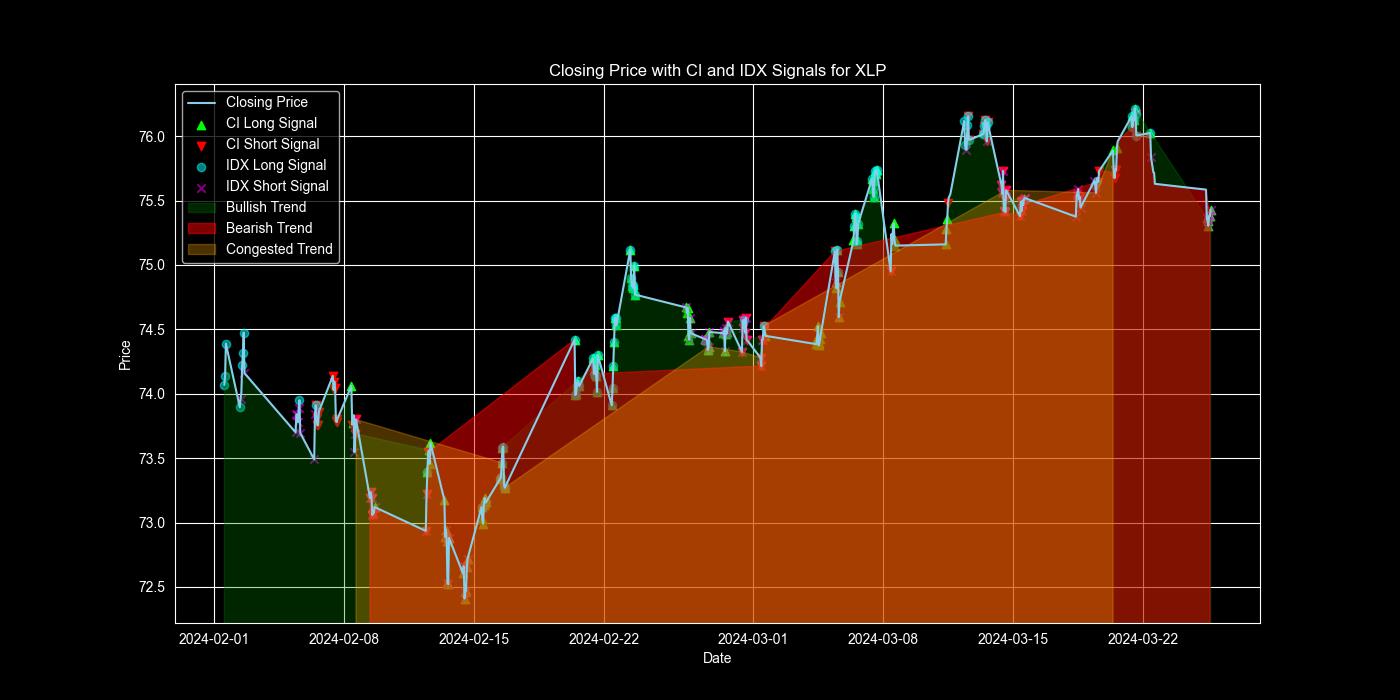 Closing Price with CI and IDX Signals for XLP
Closing Price
CI Long Signal
CI Short Signal
IDX Long Signal
IDX Short Signal
Bullish Trend
Bearish Trend
Congested Trend
76.0
75.5
75.0
74.5
74.0
73.5
73.0
72.5
Price
2024-02-01
2024-02-08
2024-02-15
2024-02-22
2024-03-01
2024-03-08
2024-03-15
2024-03-22
Date